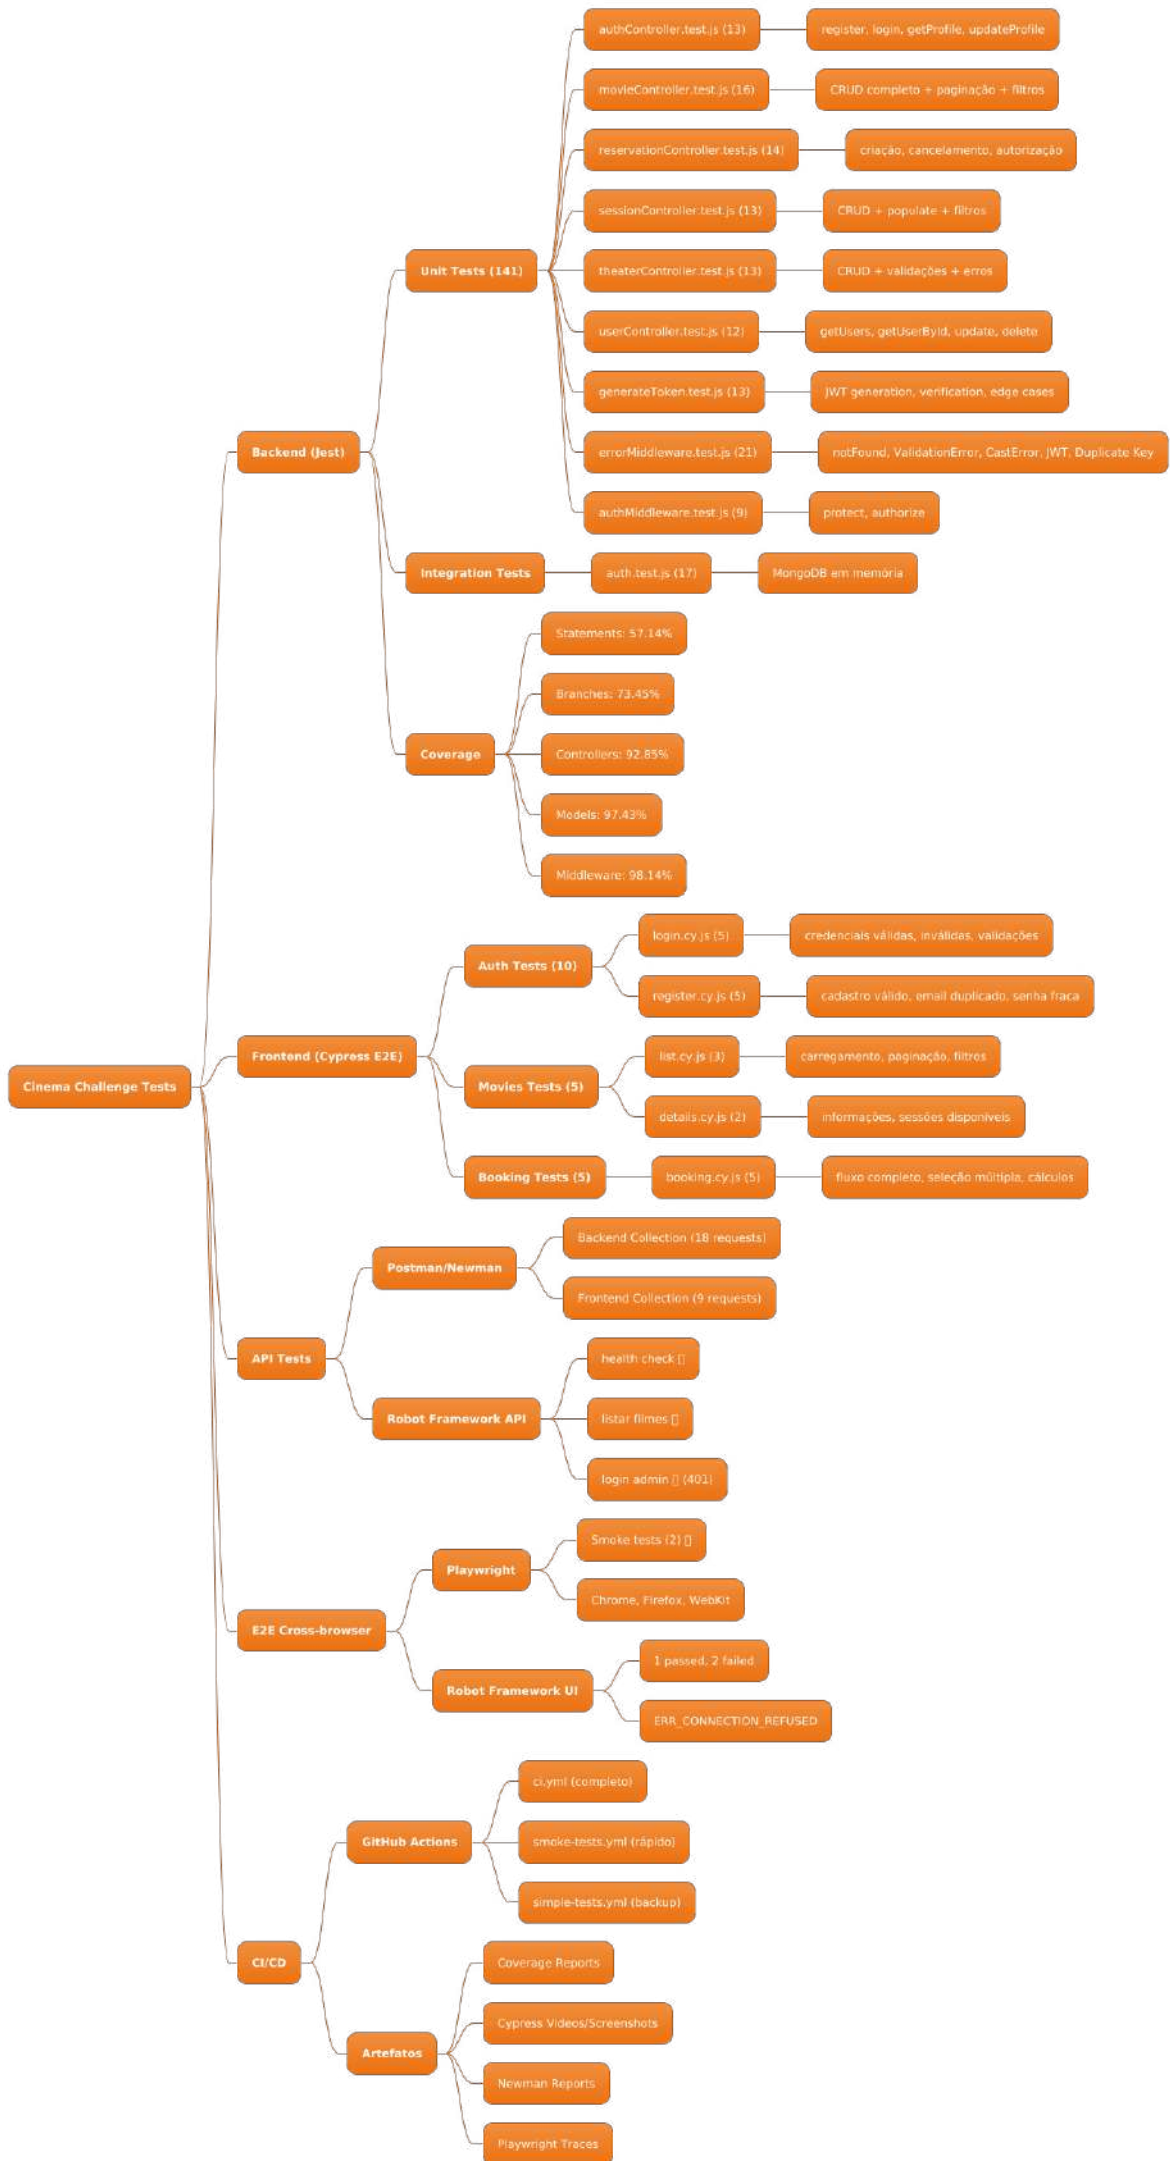 authController.test.js (13)
register, login, getProfile, updateProfile
movieController.test.js (16)
CRUD completo + paginação + filtros
reservationController.test.js (14)
criação, cancelamento, autorização
sessionController.test.js (13)
CRUD + populate + filtros
Unit Tests (141)
theaterController.test.js (13)
CRUD + validações + erros
userController.test.js (12)
getUsers, getUserById, update, delete
generateToken.test.js (13)
JWT generation, verification, edge cases
Backend (Jest)
errorMiddleware.test.js (21)
notFound, ValidationError, CastError, JWT, Duplicate Key
authMiddleware.test.js (9)
protect, authorize
Integration Tests
auth.test.js (17)
MongoDB em memória
Statements: 57.14%
Branches: 73.45%
Coverage
Controllers: 92.85%
Models: 97.43%
Middleware: 98.14%
login.cy.js (5)
credenciais válidas, inválidas, validações
Auth Tests (10)
register.cy.js (5)
cadastro válido, email duplicado, senha fraca
Frontend (Cypress E2E)
list.cy.js (3)
carregamento, paginação, filtros
Cinema Challenge Tests
Movies Tests (5)
details.cy.js (2)
informações, sessões disponíveis
Booking Tests (5)
booking.cy.js (5)
fluxo completo, seleção múltipla, cálculos
Backend Collection (18 requests)
Postman/Newman
Frontend Collection (9 requests)
API Tests
health check
listar filmes
Robot Framework API
login admin (401)
Smoke tests (2)
Playwright
Chrome, Firefox, WebKit
E2E Cross-browser
1 passed, 2 failed
Robot Framework UI
ERR_CONNECTION_REFUSED
ci.yml (completo)
GitHub Actions
smoke-tests.yml (rápido)
simple-tests.yml (backup)
CI/CD
Coverage Reports
Cypress Videos/Screenshots
Artefatos
Newman Reports
Playwright Traces